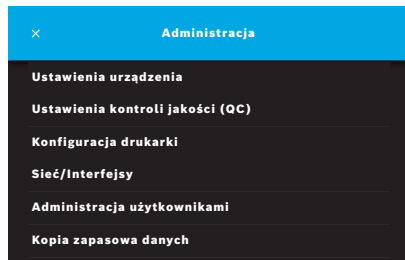 Administracja
Ustawienia urządzenia
Ustawienia kontroli jakości (QC)
Konfiguracja drukarki
Sieć/Interfejsy
Administracja użytkownikami
Kopia zapasowa danych